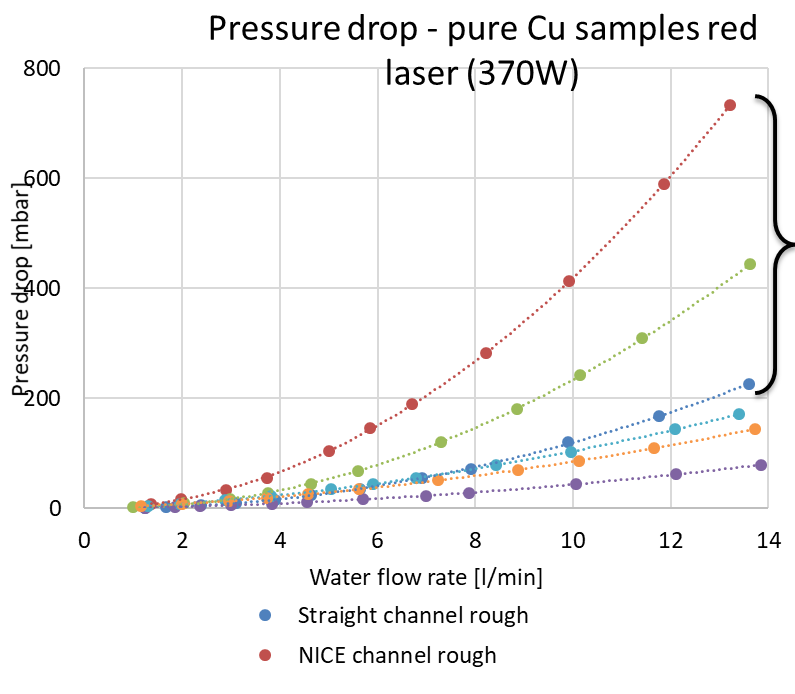 Pressure drop - pure Cu samples red
laser (370W)
800
600
400
200
0
Pressure drop [mbar]
0 2 4 6 8 10 12 14
Water flow rate [l/min]
Straight channel rough
NICE channel rough